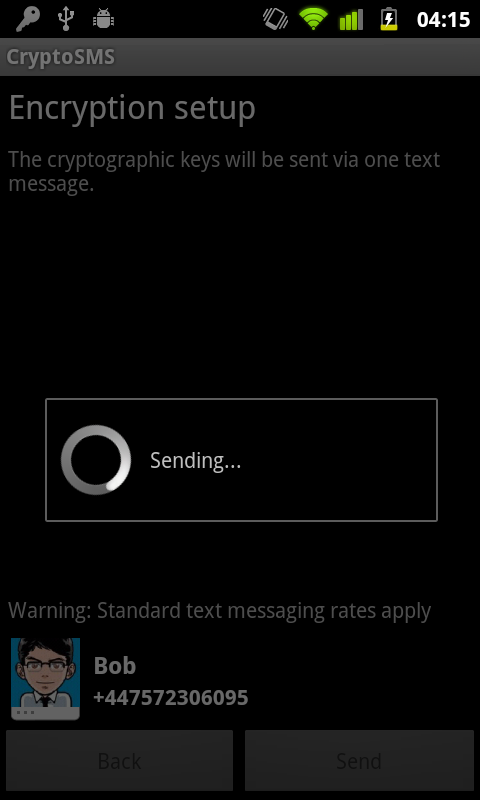 04:15
CryptoSMS
Encryption setup
The cryptographic keys will be sent via one text
message.
Sending...
Warning: Standard text messaging rates apply
Bob
+447572306095
Back
Send